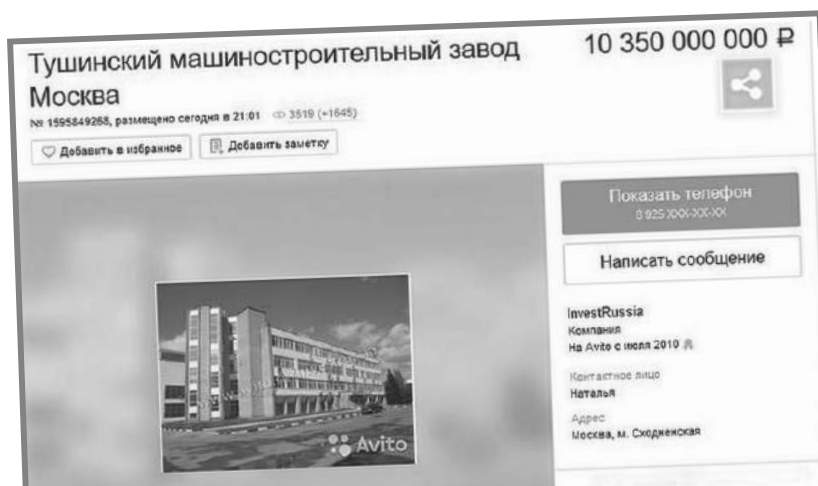 Тушинский машиностроительный завод
Москва
10 350 000 000 ₽
№ 1595849268, размещено сегодня в 21:01 3519 (+1645)
Добавить в избранное
Добавить заметку
Показать телефон
8 925 XXX-XX-XX
Написать сообщение
InvestRussia
Компания
На Avito с июля 2010
Контактное лицо
Наталья
Адрес
Москва, м. Сходненская
Avito